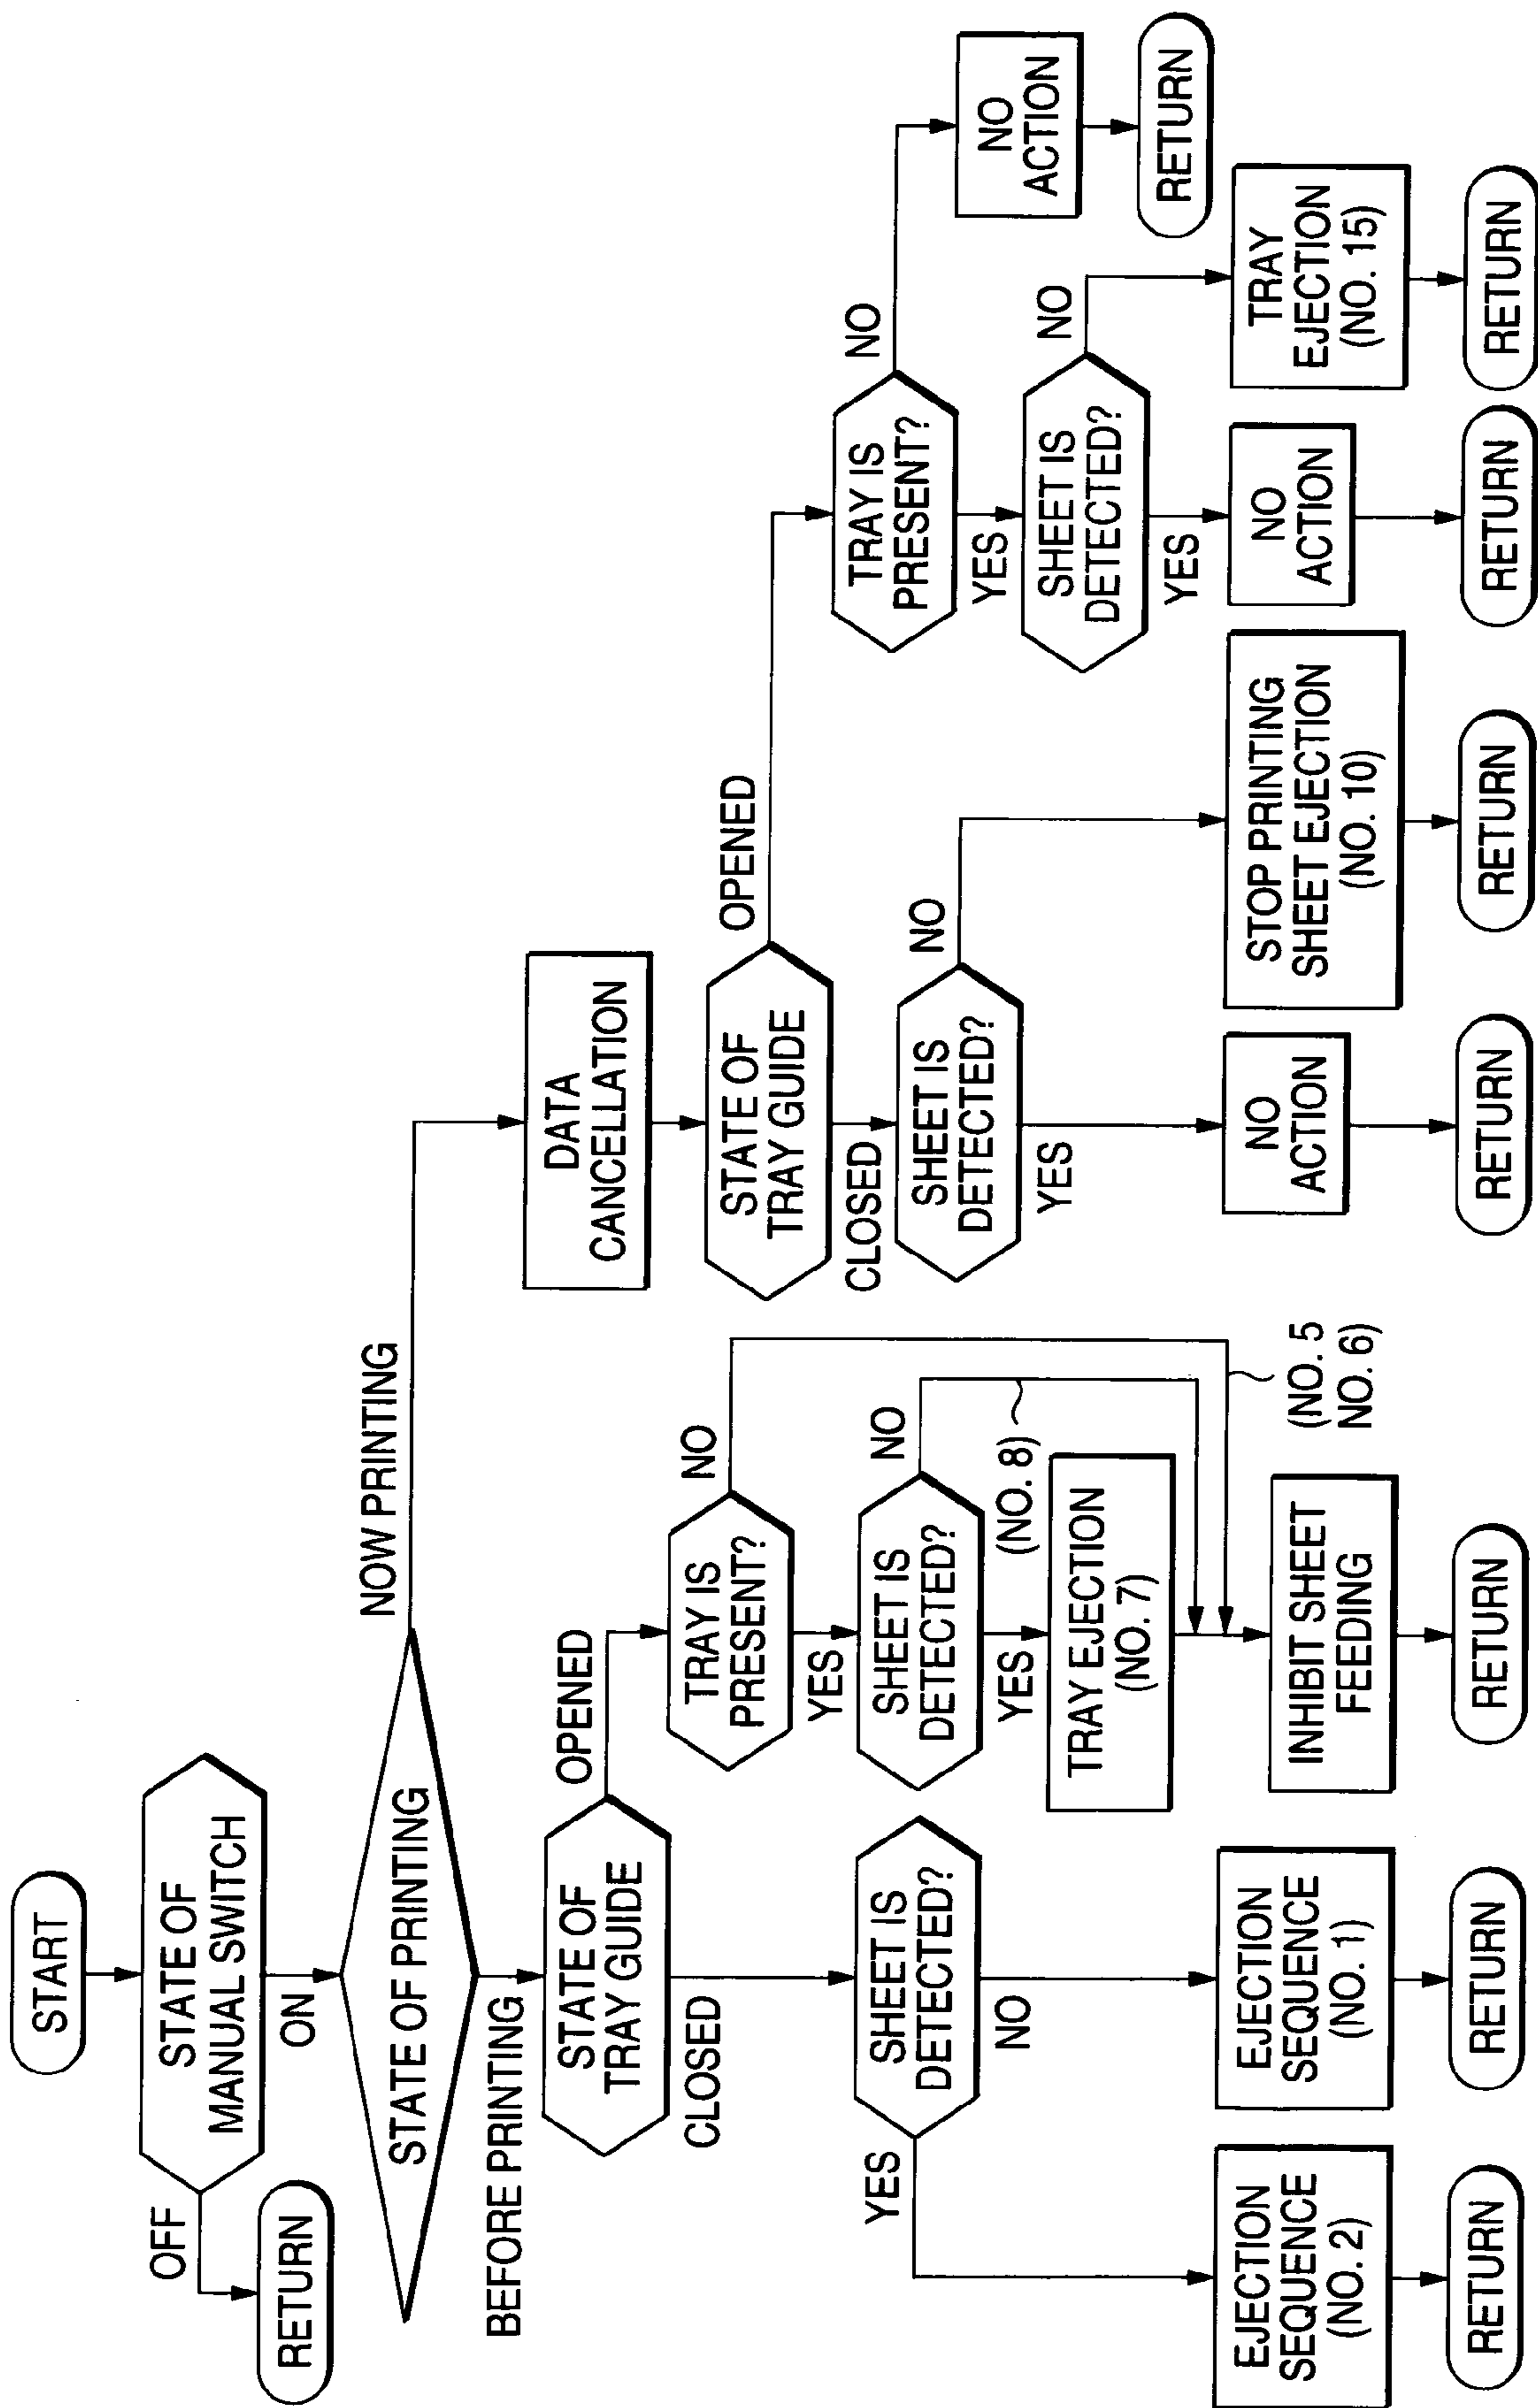 START
STATE OF
MANUAL SWITCH
OFF
RETURN
ON
STATE OF PRINTING
NOW PRINTING
BEFORE PRINTING
STATE OF
TRAY GUIDE
OPENED
CLOSED
SHEET IS
DETECTED?
YES
EJECTION
SEQUENCE
(NO. 2)
RETURN
NO
EJECTION
SEQUENCE
(NO. 1)
RETURN
TRAY IS
PRESENT?
NO
YES
SHEET IS
DETECTED?
NO
YES
(NO. 8)
TRAY EJECTION
(NO. 7)
(NO. 5
NO. 6)
INHIBIT SHEET
FEEDING
RETURN
DATA
CANCELLATION
STATE OF
TRAY GUIDE
OPENED
CLOSED
SHEET IS
DETECTED?
NO
YES
NO
ACTION
RETURN
STOP PRINTING
SHEET EJECTION
(NO. 10)
RETURN
TRAY IS
PRESENT?
NO
YES
SHEET IS
DETECTED?
NO
YES
NO
ACTION
RETURN
TRAY
EJECTION
(NO. 15)
RETURN
NO
ACTION
RETURN